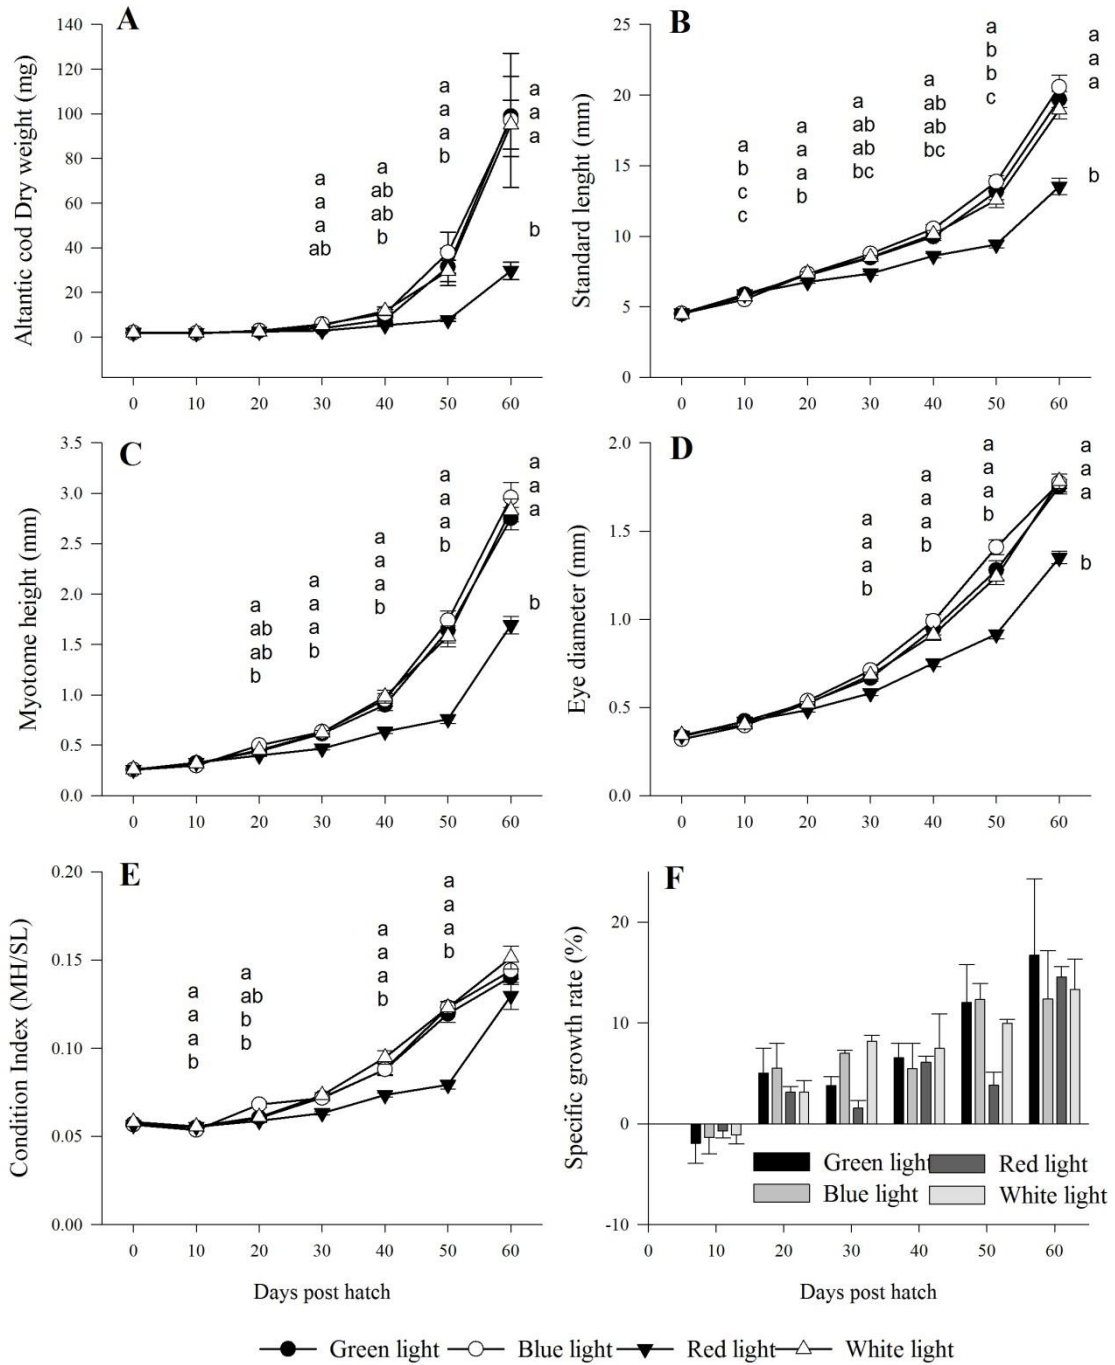 A
Altantic cod Dry weight (mg)
140
120
100
80
60
40
20
0
a
a
a
ab
a
ab
ab
b
a
a
a
b
a
a
a
b
0 10 20 30 40 50 60
B
Standard lenght (mm)
25
20
15
10
5
0
a
b
c
c
a
a
a
b
a
ab
ab
bc
a
ab
ab
bc
a
b
b
c
a
a
a
b
0 10 20 30 40 50 60
C
Myotome height (mm)
3.5
3.0
2.5
2.0
1.5
1.0
0.5
0.0
a
ab
ab
b
a
a
a
b
a
a
a
b
a
a
a
b
a
a
a
b
0 10 20 30 40 50 60
D
Eye diameter (mm)
2.0
1.5
1.0
0.5
0.0
a
a
a
b
a
a
a
b
a
a
a
b
a
a
a
b
0 10 20 30 40 50 60
E
Condition Index (MH/SL)
0.20
0.15
0.10
0.05
0.00
a
a
a
b
a
ab
b
b
a
a
a
b
a
a
a
b
0 10 20 30 40 50 60
Days post hatch
F
Specific growth rate (%)
20
10
0
-10
Green light Red light
Blue light White light
0 10 20 30 40 50 60
Days post hatch
Green light Blue light Red light White light